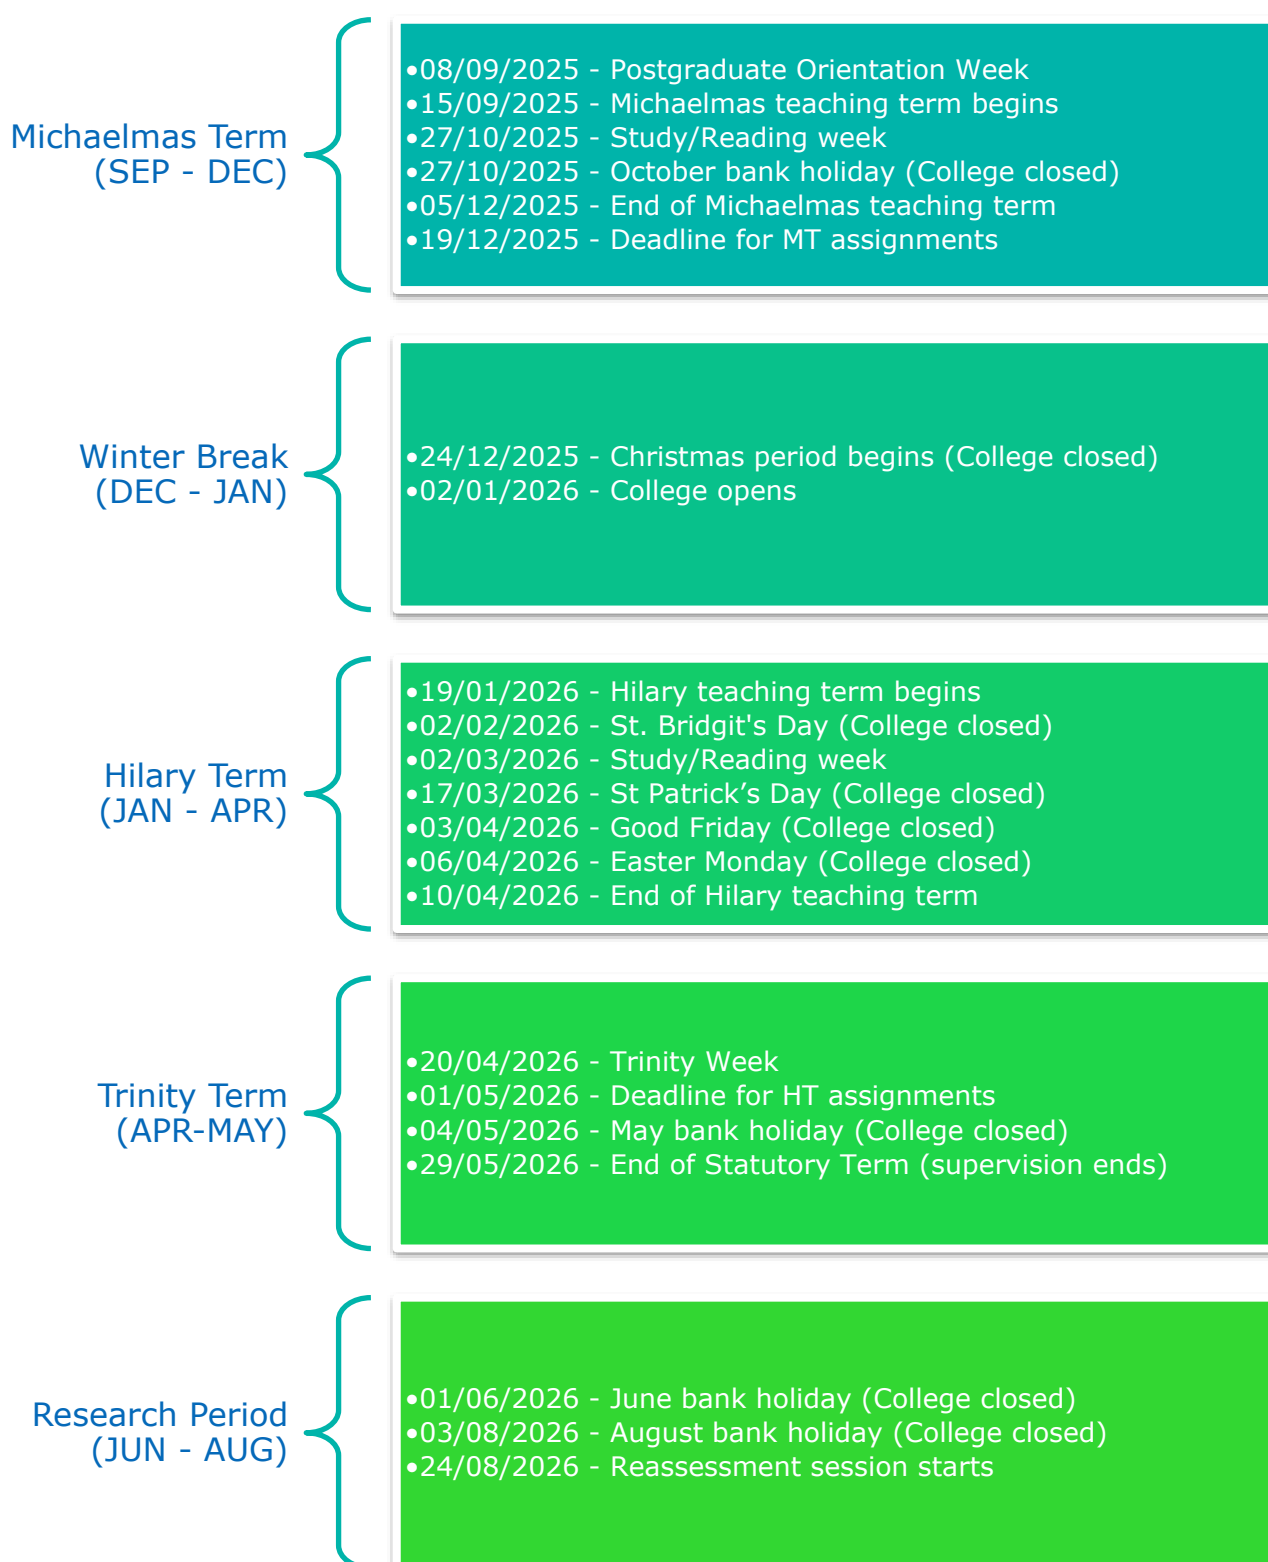 Michaelmas Term
(SEP - DEC)
•08/09/2025 - Postgraduate Orientation Week
•15/09/2025 - Michaelmas teaching term begins
•27/10/2025 - Study/Reading week
•27/10/2025 - October bank holiday (College closed)
•05/12/2025 - End of Michaelmas teaching term
•19/12/2025 - Deadline for MT assignments
Winter Break
(DEC - JAN)
•24/12/2025 - Christmas period begins (College closed)
•02/01/2026 - College opens
Hilary Term
(JAN - APR)
•19/01/2026 - Hilary teaching term begins
•02/02/2026 - St. Bridgit's Day (College closed)
•02/03/2026 - Study/Reading week
•17/03/2026 - St Patrick’s Day (College closed)
•03/04/2026 - Good Friday (College closed)
•06/04/2026 - Easter Monday (College closed)
•10/04/2026 - End of Hilary teaching term
Trinity Term
(APR-MAY)
•20/04/2026 - Trinity Week
•01/05/2026 - Deadline for HT assignments
•04/05/2026 - May bank holiday (College closed)
•29/05/2026 - End of Statutory Term (supervision ends)
Research Period
(JUN - AUG)
•01/06/2026 - June bank holiday (College closed)
•03/08/2026 - August bank holiday (College closed)
•24/08/2026 - Reassessment session starts